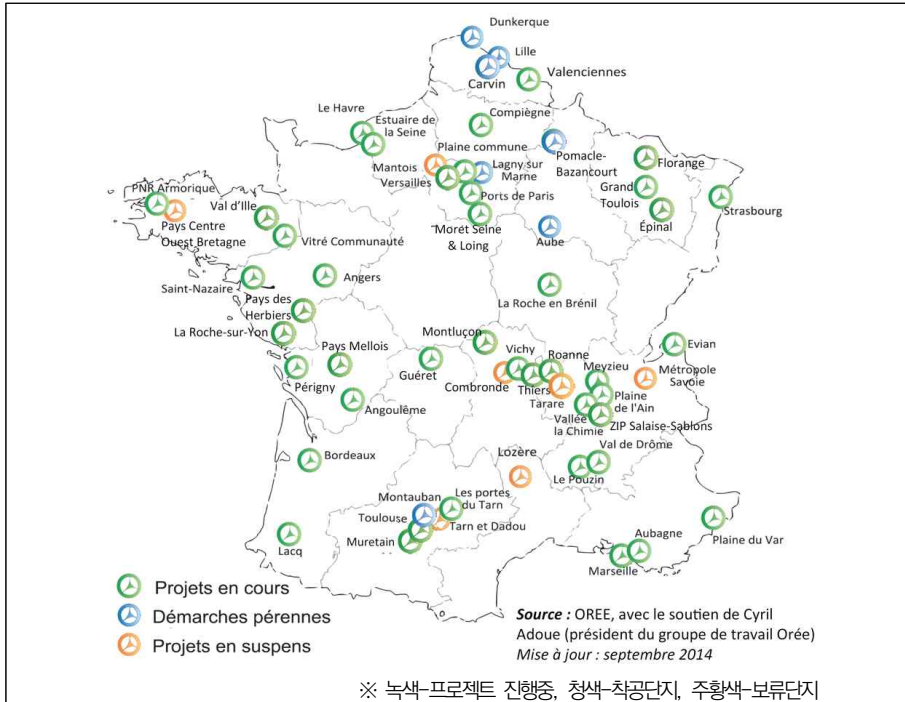 Dunkerque
Lille
Carvin
Valenciennes
Le Havre
Estuaire de
la Seine
Compiègne
Plaine commune
Mantois
Versailles
Lagny sur
Marne
Ports de Paris
Pomacle-
Bazancourt
Florange
Grand
Toulois
Épinal
Strasbourg
PNR Armorique
Pays Centre
Ouest Bretagne
Val d'Ille
Vitré Communauté
Morêt Seine
& Loing
Aube
Saint-Nazaire
Angers
Pays des
Herbiers
La Roche-sur-Yon
La Roche en Brénil
Pays Mellois
Périgny
Angoulême
Guéret
Montluçon
Vichy
Combronde
Thiers
Roanne
Tarare
Meyzieu
Plaine
de l'Ain
Vallée
la Chimie
ZIP Salaise-Sablons
Evian
Métropole
Savoie
Val de Drôme
Le Pouzin
Bordeaux
Lozère
Montauban
Toulouse
Muretain
Les portes
du Tarn
Tarn et Dadou
Lacq
Aubagne
Marseille
Plaine du Var
Projets en cours
Démarches pérennes
Projets en suspens
Source : OREE, avec le soutien de Cyril
Adoue (président du groupe de travail Orée)
Mise à jour : septembre 2014
※ 녹색-프로젝트 진행중, 청색-착공단지, 주황색-보류단지